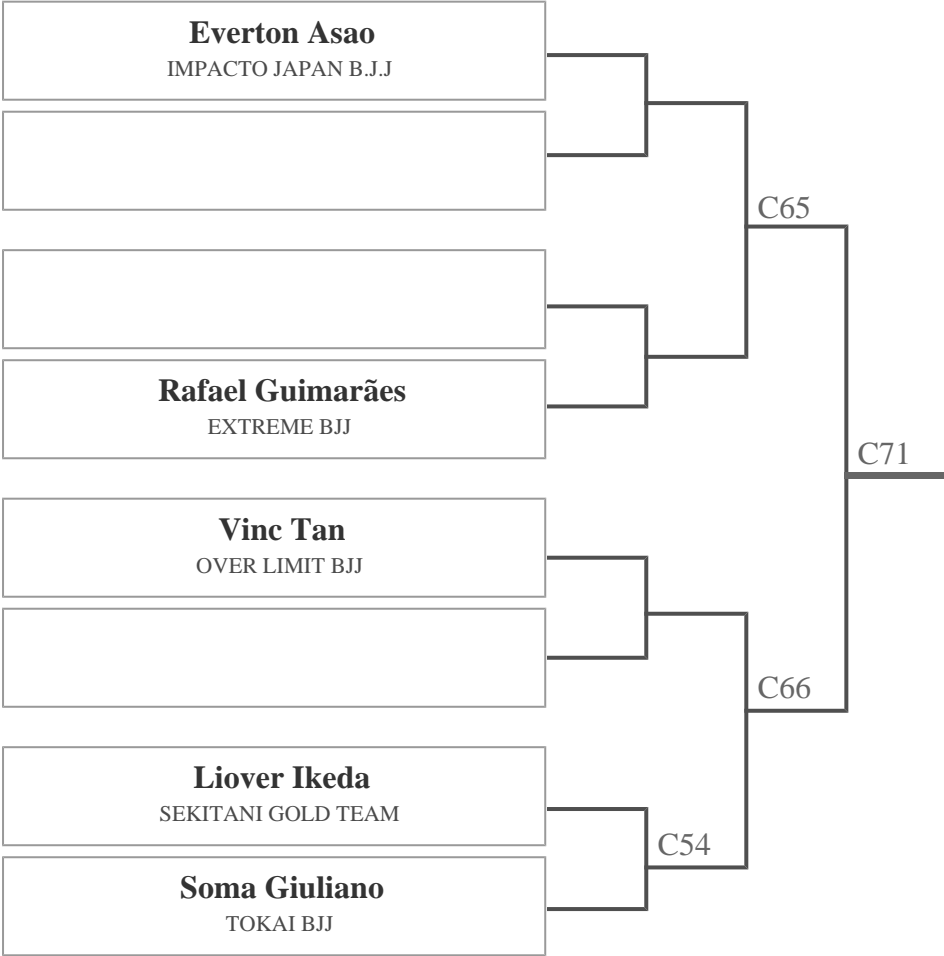 Everton Asao
IMPACTO JAPAN B.J.J
C65
Rafael Guimarães
EXTREME BJJ
C71
Vinc Tan
OVER LIMIT BJJ
C66
Liover Ikeda
SEKITANI GOLD TEAM
C54
Soma Giuliano
TOKAI BJJ